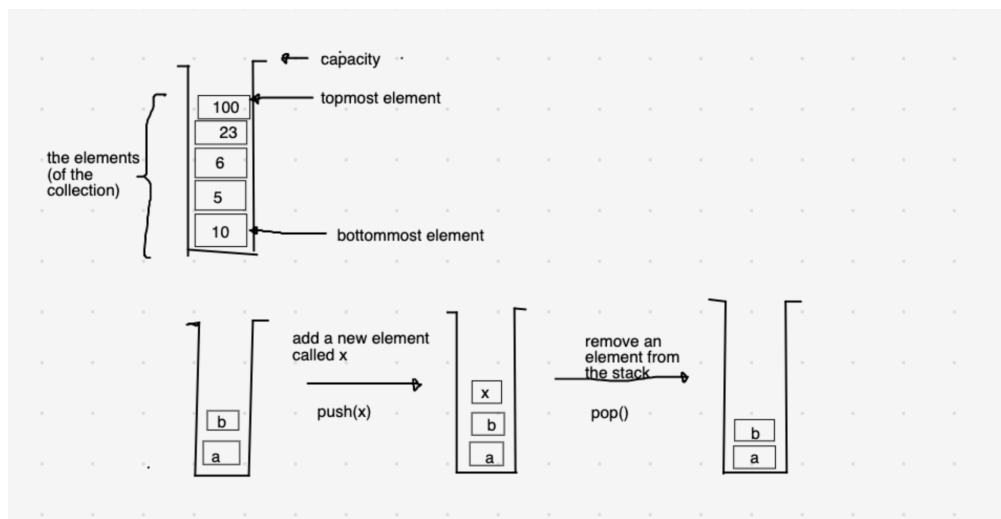 capacity
topmost element
100
23
the elements
(of the
collection)
6
5
10
bottommost element
add a new element
called x
push(x)
remove an
element from
the stack
pop()
b
a
x
b
a
b
a